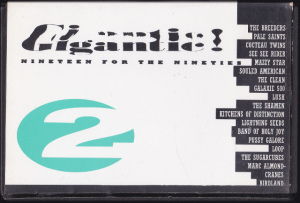 Gigantic!
NINETEEN FOR THE NINETIES
2
THE BREEDERS
PALE SAINTS
COCTEAU TWINS
SEE SEE RIDER
MAZZY STAR
SOULED AMERICAN
THE CLEAN
GALAXIE 500
LUSH
THE SHAMEN
KITCHENS OF DISTINCTION
LIGHTNING SEEDS
BAND OF HOLY JOY
PUSSY GALORE
LOOP
THE SUGARCUBES
MARC ALMOND
CRANES
BIRDLAND